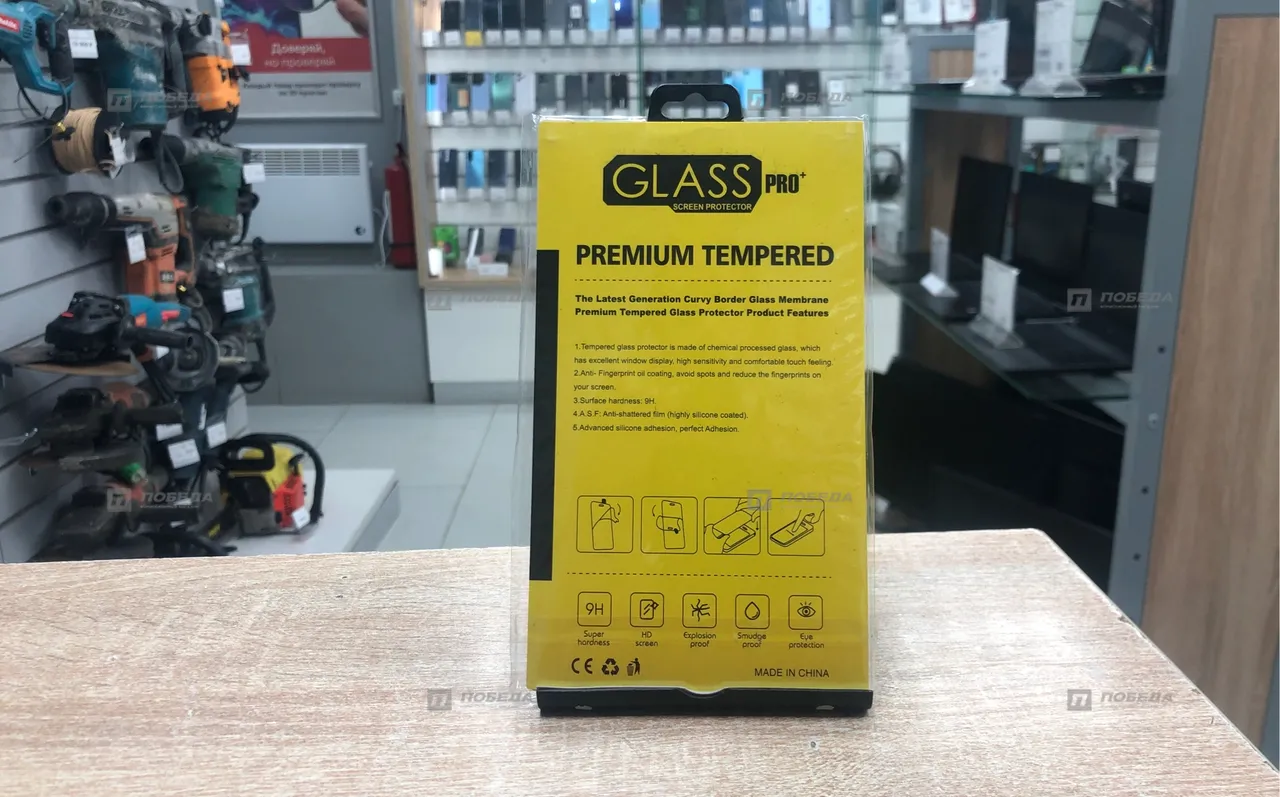 makita
Доверяй,
но проверяй
GLASS PRO+
SCREEN PROTECTOR
PREMIUM TEMPERED
The Latest Generation Curvy Border Glass Membrane
Premium Tempered Glass Protector Product Features
1.Tempered glass protector is made of chemical processed glass, which
has excellent window display, high sensitivity and comfortable touch feeling.
2.Anti- Fingerprint oil coating, avoid spots and reduce the fingerprints on
your screen.
3.Surface hardness: 9H.
4.A.S.F: Anti-shattered film (highly silicone coated).
5.Advanced silicone adhesion, perfect Adhesion.
9H
Super
hardness
HD
screen
Explosion
proof
Smudge
proof
Eye
protection
CE
MADE IN CHINA
ПОБЕДА
ПОБЕДА
ПОБЕДА
ПОБЕДА
ПОБЕДА
ПОБЕДА
ПОБЕДА
ПОБЕДА